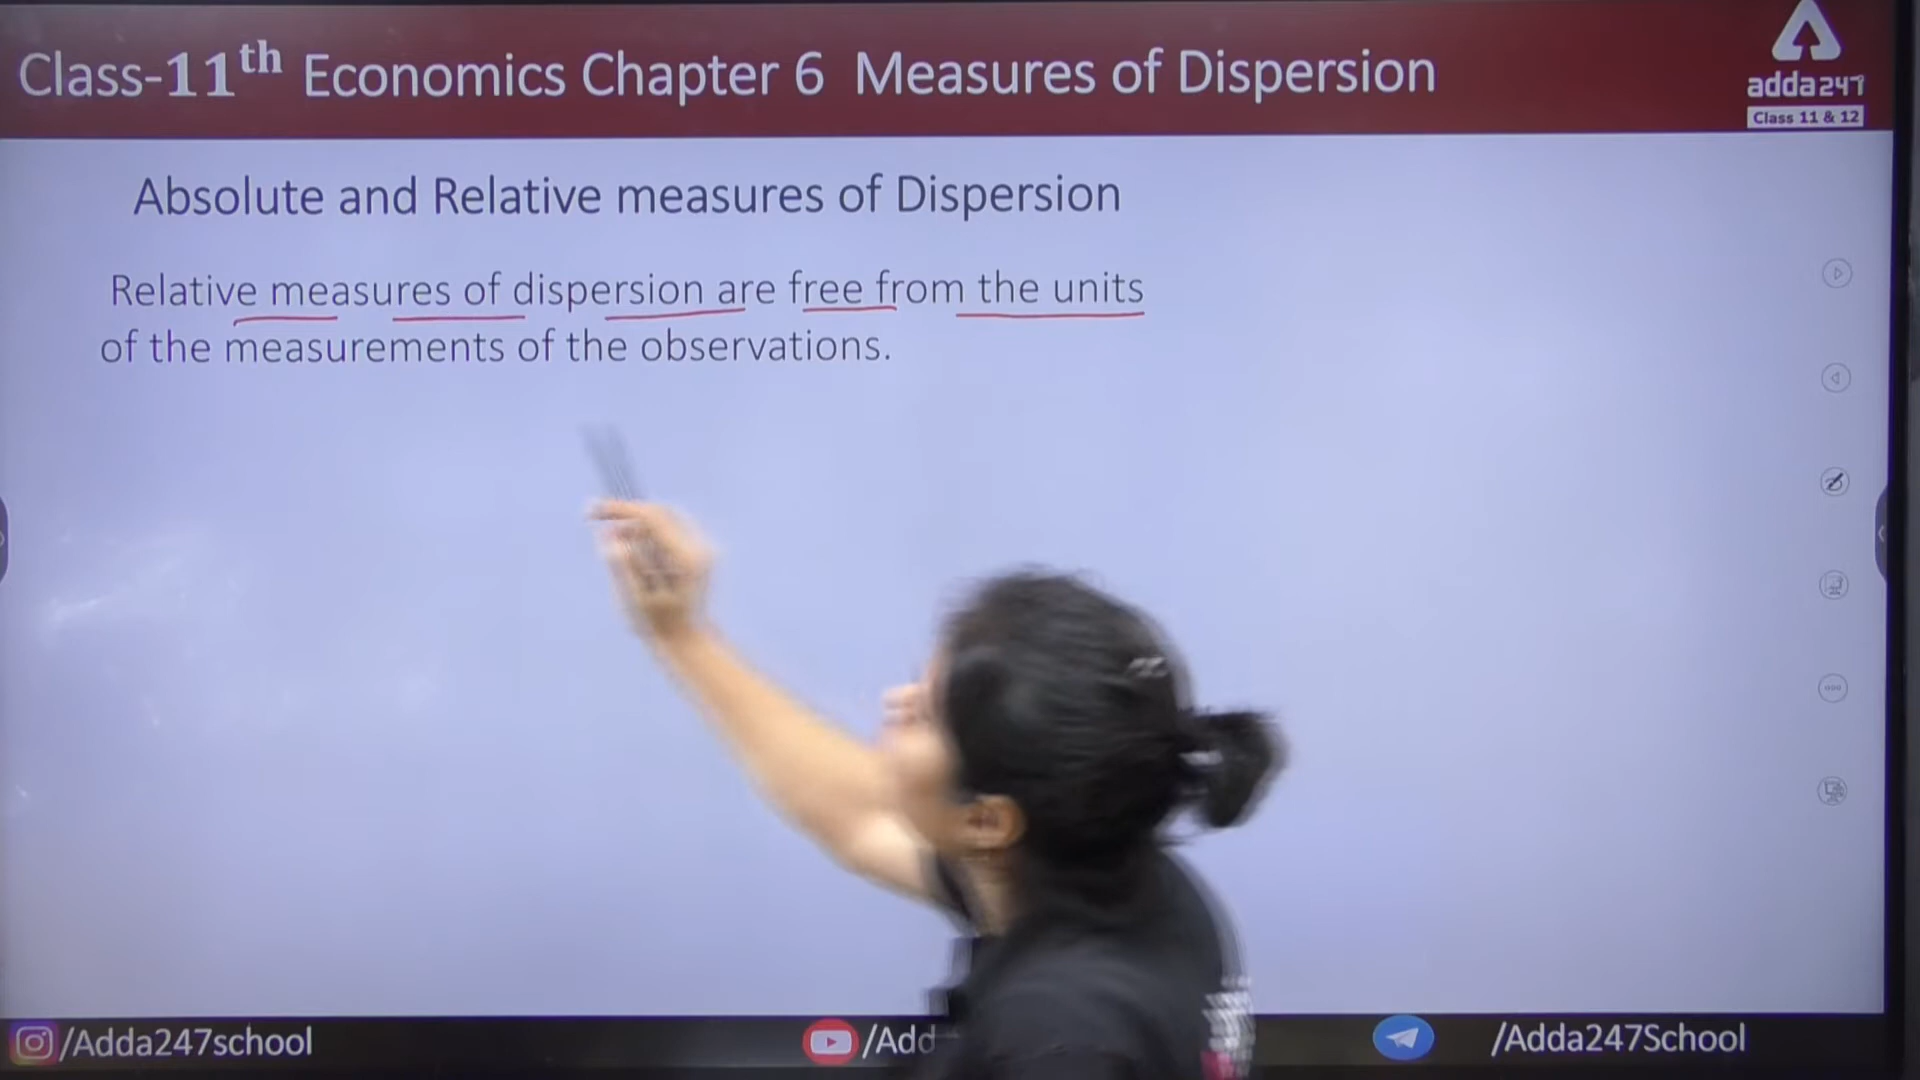 Class-11th Economics Chapter 6 Measures of Dispersion
adda247
Class 11 & 12
Absolute and Relative measures of Dispersion
Relative measures of dispersion are free from the units
of the measurements of the observations.
/Adda247school
/Add
/Adda247School